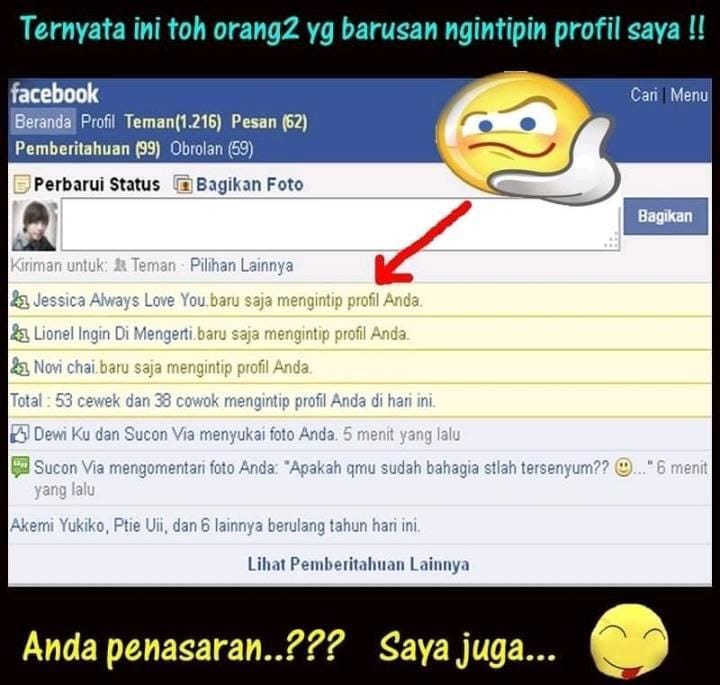 Ternyata ini toh orang2 yg barusan ngintipin profil saya !!
facebook
Cari | Menu
Beranda Profil Teman(1.216) Pesan (62)
Pemberitahuan (99) Obrolan (59)
Perbarui Status Bagikan Foto
Bagikan
Kiriman untuk: Teman · Pilihan Lainnya
Jessica Always Love You.baru saja mengintip profil Anda.
Lionel Ingin Di Mengerti.baru saja mengintip profil Anda.
Novi chai.baru saja mengintip profil Anda.
Total : 53 cewek dan 38 cowok mengintip profil Anda di hari ini.
Dewi Ku dan Sucon Via menyukai foto Anda. 5 menit yang lalu
Sucon Via mengomentari foto Anda: "Apakah qmu sudah bahagia stlah tersenyum?? 🙂..." 6 menit
yang lalu
Akemi Yukiko, Ptie Uii, dan 6 lainnya berulang tahun hari ini.
Lihat Pemberitahuan Lainnya
Anda penasaran..??? Saya juga...